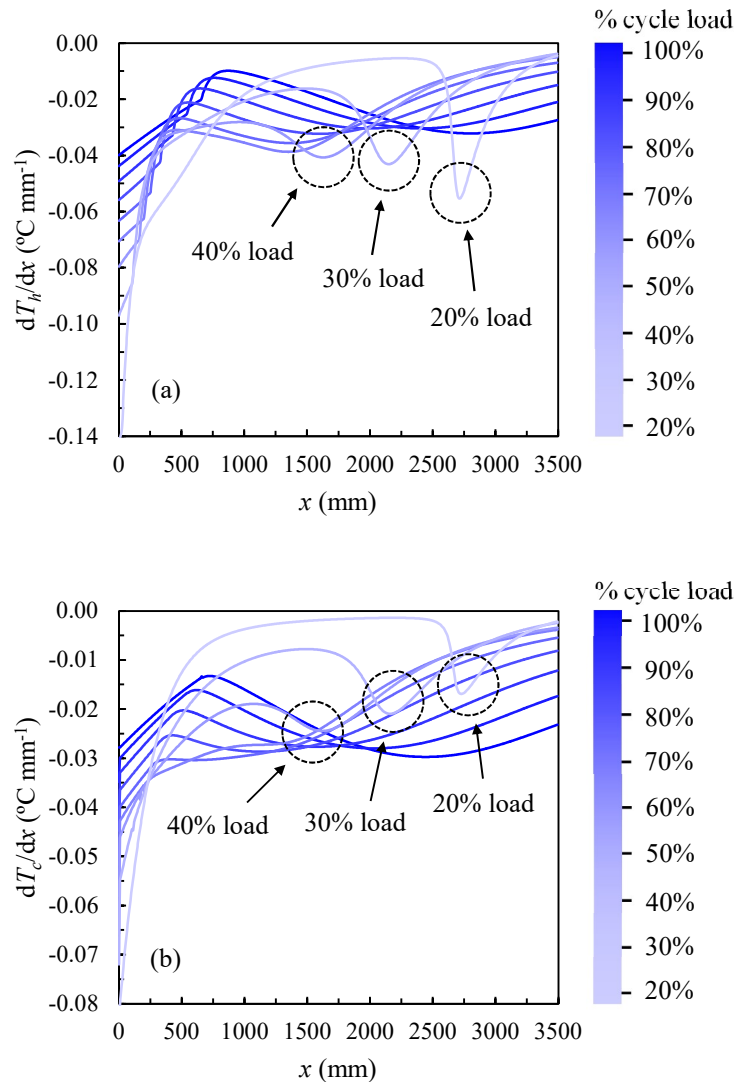 % cycle load
0.00
-0.02
-0.04
-0.06
-0.08
-0.10
-0.12
-0.14
dT_h/dx (ºC mm⁻¹)
40% load
30% load
20% load
(a)
0 500 1000 1500 2000 2500 3000 3500
x (mm)
100%
90%
80%
70%
60%
50%
40%
30%
20%
% cycle load
0.00
-0.01
-0.02
-0.03
-0.04
-0.05
-0.06
-0.07
-0.08
dT_c/dx (ºC mm⁻¹)
40% load
30% load
20% load
(b)
0 500 1000 1500 2000 2500 3000 3500
x (mm)
100%
90%
80%
70%
60%
50%
40%
30%
20%